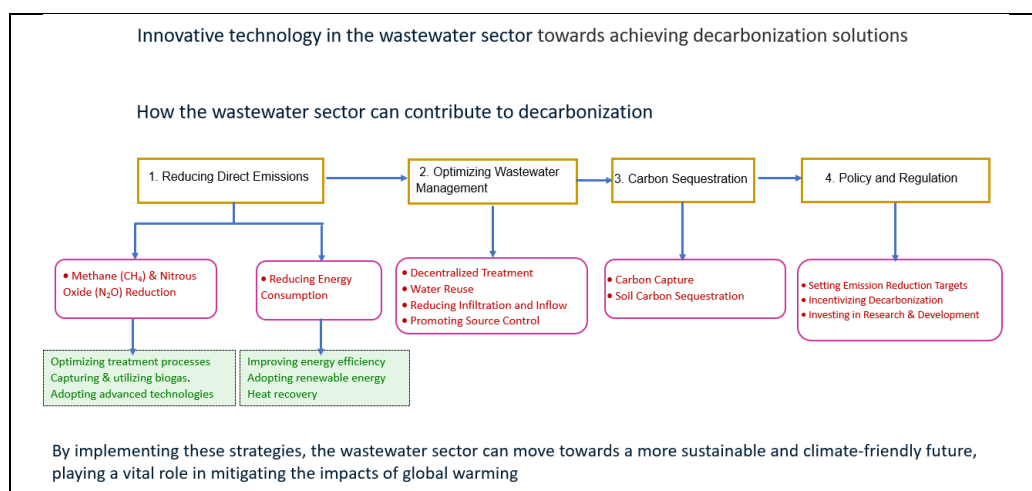 Innovative technology in the wastewater sector towards achieving decarbonization solutions
How the wastewater sector can contribute to decarbonization
1. Reducing Direct Emissions
2. Optimizing Wastewater
Management
3. Carbon Sequestration
4. Policy and Regulation
• Methane (CH₄) & Nitrous
Oxide (N₂O) Reduction
• Reducing Energy
Consumption
• Decentralized Treatment
• Water Reuse
• Reducing Infiltration and Inflow
• Promoting Source Control
• Carbon Capture
• Soil Carbon Sequestration
• Setting Emission Reduction Targets
• Incentivizing Decarbonization
• Investing in Research & Development
Optimizing treatment processes
Capturing & utilizing biogas.
Adopting advanced technologies
Improving energy efficiency
Adopting renewable energy
Heat recovery
By implementing these strategies, the wastewater sector can move towards a more sustainable and climate-friendly future,
playing a vital role in mitigating the impacts of global warming